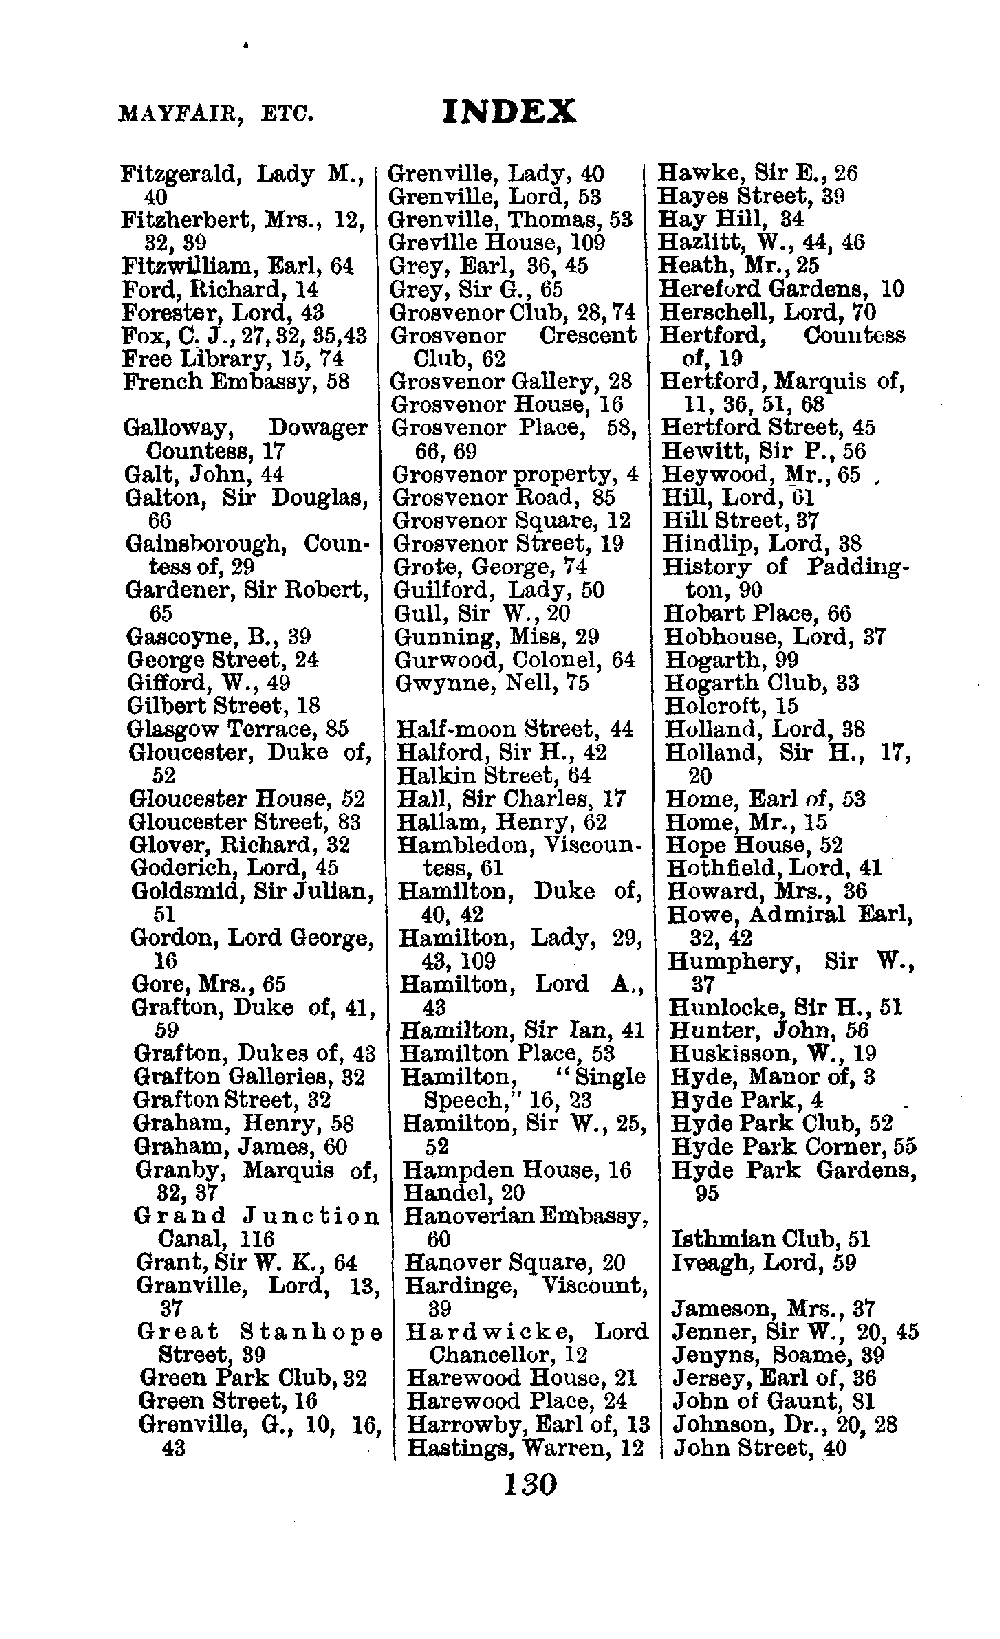 MAYFAIR, ETC. INDEX
Fitzgerald, Lady M.,
40
Fitzherbert, Mrs., 12,
32, 39
Fitzwilliam, Earl, 64
Ford, Richard, 14
Forester, Lord, 43
Fox, C. J., 27, 32, 35, 43
Free Library, 15, 74
French Embassy, 58
Galloway, Dowager
Countess, 17
Galt, John, 44
Galton, Sir Douglas,
66
Gainsborough, Coun-
tess of, 29
Gardener, Sir Robert,
65
Gascoyne, B., 39
George Street, 24
Gifford, W., 49
Gilbert Street, 18
Glasgow Terrace, 85
Gloucester, Duke of,
52
Gloucester House, 52
Gloucester Street, 83
Glover, Richard, 32
Goderich, Lord, 45
Goldsmid, Sir Julian,
51
Gordon, Lord George,
16
Gore, Mrs., 65
Grafton, Duke of, 41,
59
Grafton, Dukes of, 43
Grafton Galleries, 32
Grafton Street, 32
Graham, Henry, 58
Graham, James, 60
Granby, Marquis of,
32, 37
Grand Junction
Canal, 116
Grant, Sir W. K., 64
Granville, Lord, 13,
37
Great Stanhope
Street, 39
Green Park Club, 32
Green Street, 16
Grenville, G., 10, 16,
43
Grenville, Lady, 40
Grenville, Lord, 53
Grenville, Thomas, 53
Greville House, 109
Grey, Earl, 36, 45
Grey, Sir G., 65
Grosvenor Club, 28, 74
Grosvenor Crescent
Club, 62
Grosvenor Gallery, 28
Grosvenor House, 16
Grosvenor Place, 58,
66, 69
Grosvenor property, 4
Grosvenor Road, 85
Grosvenor Square, 12
Grosvenor Street, 19
Grote, George, 74
Guilford, Lady, 50
Gull, Sir W., 20
Gunning, Miss, 29
Gurwood, Colonel, 64
Gwynne, Nell, 75
Half-moon Street, 44
Halford, Sir H., 42
Halkin Street, 64
Hall, Sir Charles, 17
Hallam, Henry, 62
Hambledon, Viscoun-
tess, 61
Hamilton, Duke of,
40, 42
Hamilton, Lady, 29,
43, 109
Hamilton, Lord A.,
43
Hamilton, Sir Ian, 41
Hamilton Place, 53
Hamilton, "Single
Speech," 16, 23
Hamilton, Sir W., 25,
52
Hampden House, 16
Handel, 20
Hanoverian Embassy,
60
Hanover Square, 20
Hardinge, Viscount,
39
Hardwicke, Lord
Chancellor, 12
Harewood House, 21
Harewood Place, 24
Harrowby, Earl of, 13
Hastings, Warren, 12
Hawke, Sir E., 26
Hayes Street, 39
Hay Hill, 34
Hazlitt, W., 44, 46
Heath, Mr., 25
Hereford Gardens, 10
Herschell, Lord, 70
Hertford, Countess
of, 19
Hertford, Marquis of,
11, 36, 51, 68
Hertford Street, 45
Hewitt, Sir P., 56
Heywood, Mr., 65
Hill, Lord, 61
Hill Street, 37
Hindlip, Lord, 38
History of Padding-
ton, 90
Hobart Place, 66
Hobhouse, Lord, 37
Hogarth, 99
Hogarth Club, 33
Holcroft, 15
Holland, Lord, 38
Holland, Sir H., 17,
20
Home, Earl of, 53
Home, Mr., 15
Hope House, 52
Hothfield, Lord, 41
Howard, Mrs., 36
Howe, Admiral Earl,
32, 42
Humphery, Sir W.,
37
Hunlocke, Sir H., 51
Hunter, John, 56
Huskisson, W., 19
Hyde, Manor of, 3
Hyde Park, 4
Hyde Park Club, 52
Hyde Park Corner, 55
Hyde Park Gardens,
95
Isthmian Club, 51
Iveagh, Lord, 59
Jameson, Mrs., 37
Jenner, Sir W., 20, 45
Jenyns, Soame, 39
Jersey, Earl of, 36
John of Gaunt, 81
Johnson, Dr., 20, 28
John Street, 40
130